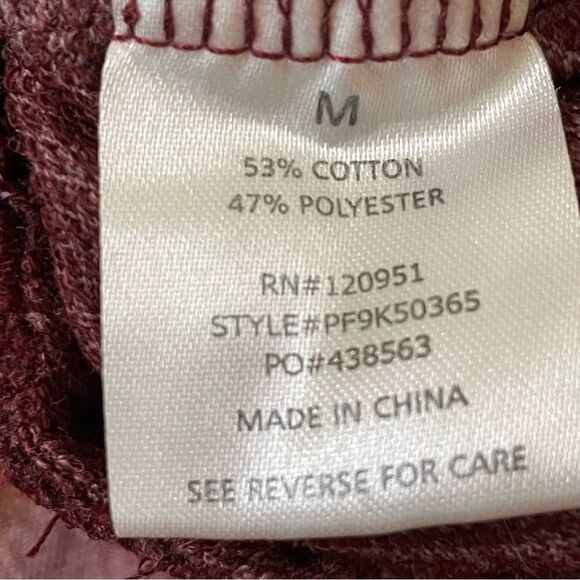 M
53% COTTON
47% POLYESTER
RN#120951
STYLE#PF9K50365
PO#438563
MADE IN CHINA
SEE REVERSE FOR CARE